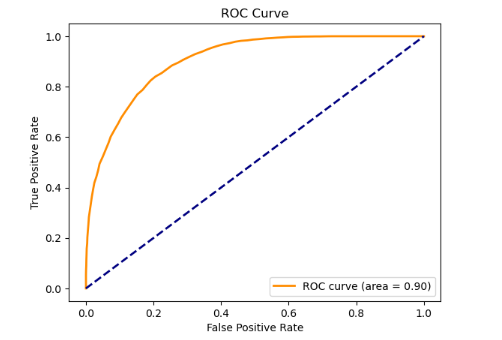 ROC Curve
True Positive Rate
1.0
0.8
0.6
0.4
0.2
0.0
ROC curve (area = 0.90)
0.0 0.2 0.4 0.6 0.8 1.0
False Positive Rate